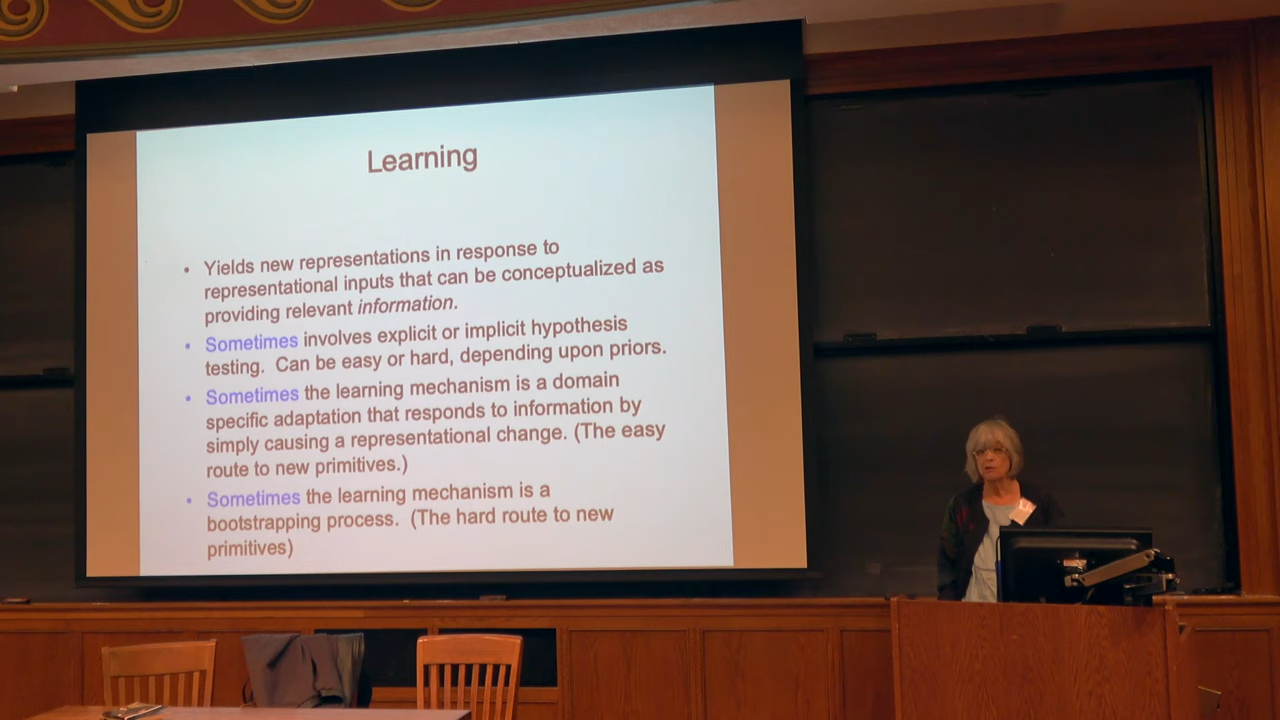 Learning
• Yields new representations in response to
representational inputs that can be conceptualized as
providing relevant information.
• Sometimes involves explicit or implicit hypothesis
testing. Can be easy or hard, depending upon priors.
• Sometimes the learning mechanism is a domain
specific adaptation that responds to information by
simply causing a representational change. (The easy
route to new primitives.)
• Sometimes the learning mechanism is a
bootstrapping process. (The hard route to new
primitives)